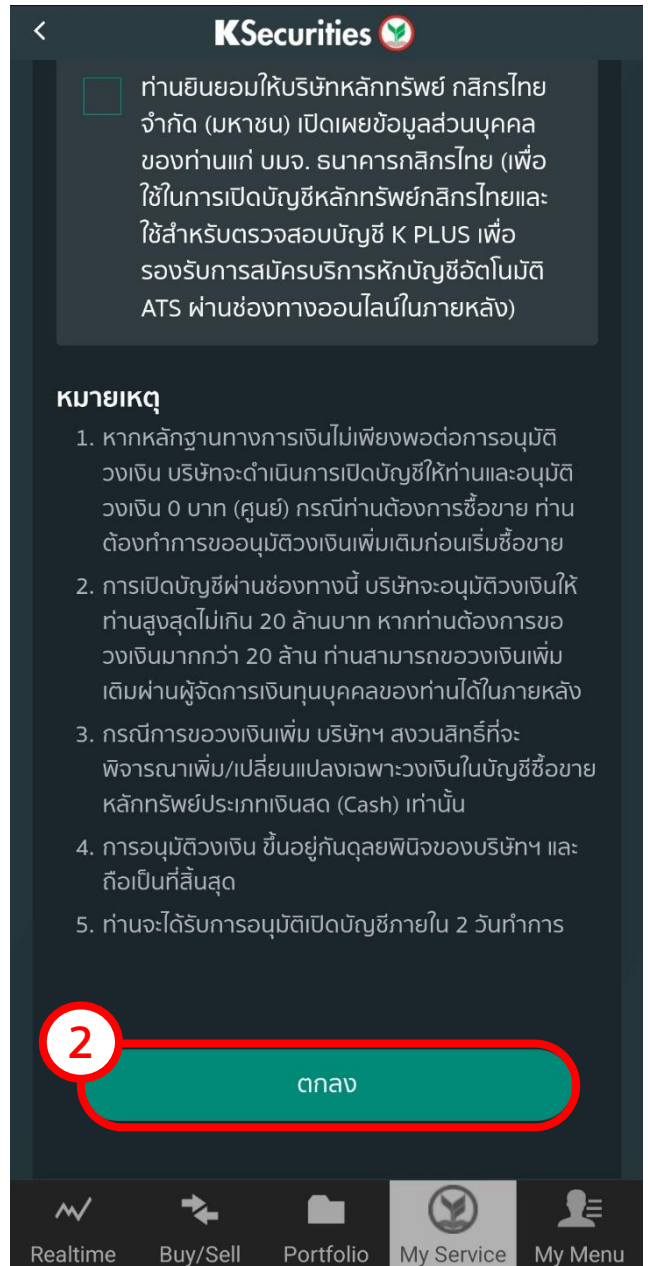 KSecurities
ท่านยินยอมให้บริษัทหลักทรัพย์ กสิกรไทย
จำกัด (มหาชน) เปิดเผยข้อมูลส่วนบุคคล
ของท่านแก่ บมจ. ธนาคารกสิกรไทย (เพื่อ
ใช้ในการเปิดบัญชีหลักทรัพย์กสิกรไทยและ
ใช้สำหรับตรวจสอบบัญชี K PLUS เพื่อ
รองรับการสมัครบริการหักบัญชีอัตโนมัติ
ATS ผ่านช่องทางออนไลน์ในภายหลัง)
หมายเหตุ
1. หากหลักฐานทางการเงินไม่เพียงพอต่อการอนุมัติ
วงเงิน บริษัทจะดำเนินการเปิดบัญชีให้ท่านและอนุมัติ
วงเงิน 0 บาท (ศูนย์) กรณีท่านต้องการซื้อขาย ท่าน
ต้องทำการขออนุมัติวงเงินเพิ่มเติมก่อนเริ่มซื้อขาย
2. การเปิดบัญชีผ่านช่องทางนี้ บริษัทจะอนุมัติวงเงินให้
ท่านสูงสุดไม่เกิน 20 ล้านบาท หากท่านต้องการขอ
วงเงินมากกว่า 20 ล้าน ท่านสามารถขอวงเงินเพิ่ม
เติมผ่านผู้จัดการเงินทุนบุคคลของท่านได้ในภายหลัง
3. กรณีการขอวงเงินเพิ่ม บริษัทฯ สงวนสิทธิ์ที่จะ
พิจารณาเพิ่ม/เปลี่ยนแปลงเฉพาะวงเงินในบัญชีซื้อขาย
หลักทรัพย์ประเภทเงินสด (Cash) เท่านั้น
4. การอนุมัติวงเงิน ขึ้นอยู่กันดุลยพินิจของบริษัทฯ และ
ถือเป็นที่สิ้นสุด
5. ท่านจะได้รับการอนุมัติเปิดบัญชีภายใน 2 วันทำการ
2
ตกลง
Realtime Buy/Sell Portfolio My Service My Menu